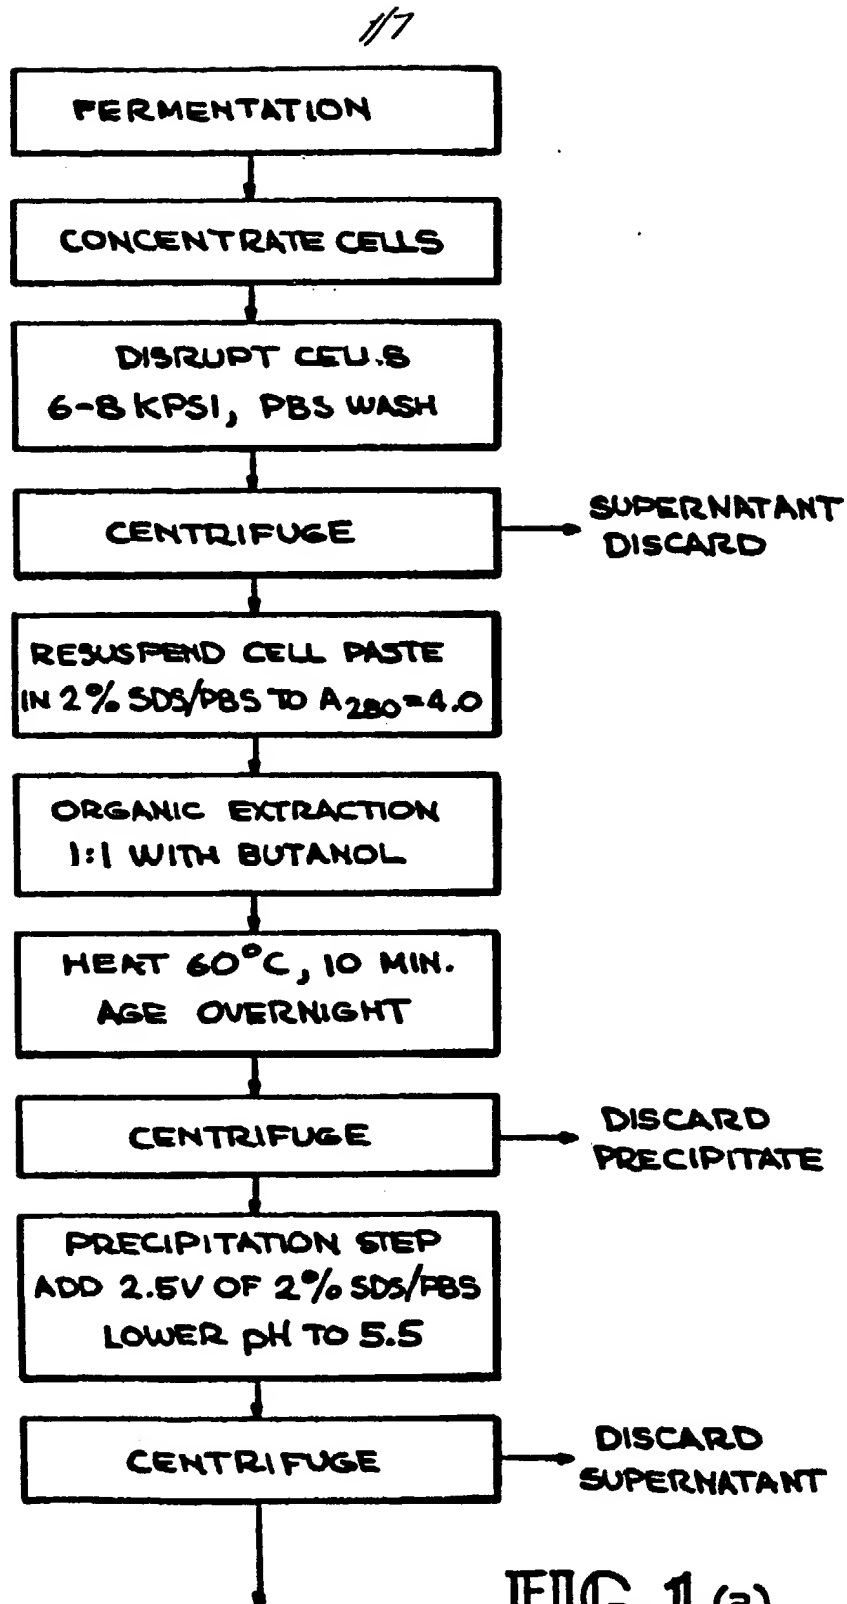 1/7
FERMENTATION
CONCENTRATE CELLS
DISRUPT CELLS
6-8 KPSI, PBS WASH
CENTRIFUGE
SUPERNATANT
DISCARD
RESUSPEND CELL PASTE
IN 2% SDS/PBS TO A280=4.0
ORGANIC EXTRACTION
1:1 WITH BUTANOL
HEAT 60°C, 10 MIN.
AGE OVERNIGHT
CENTRIFUGE
DISCARD
PRECIPITATE
PRECIPITATION STEP
ADD 2.5V OF 2% SDS/PBS
LOWER pH TO 5.5
CENTRIFUGE
DISCARD
SUPERNATANT
FIG. 1 (a)